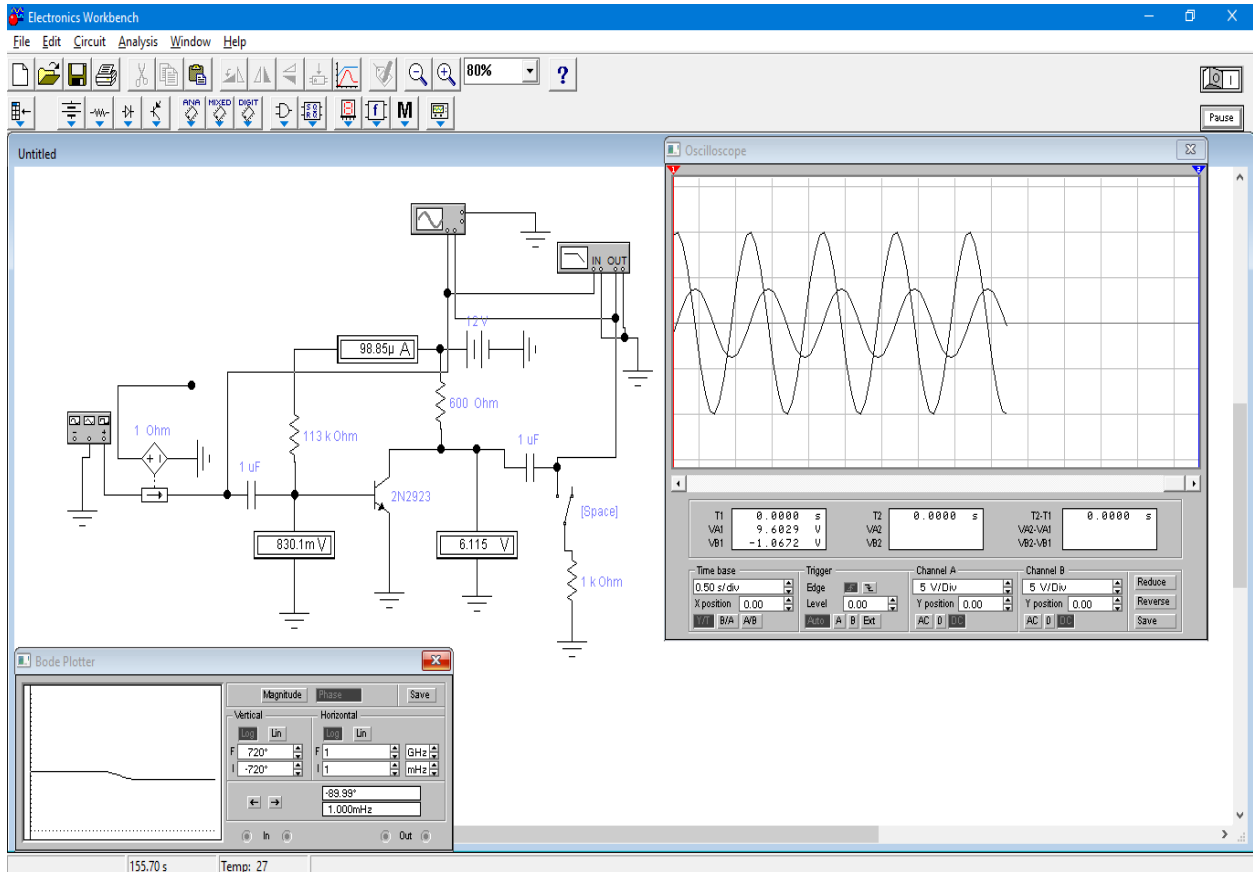 Electronics Workbench
File Edit Circuit Analysis Window Help
80%
?
ANA MIXED DIGIT
M
Pause
Untitled
Oscilloscope
1 2
IN OUT
12 V
98.85µ A
600 Ohm
1 Ohm
113 k Ohm
1 uF
1 uF
2N2923
[Space]
830.1m V
6.115 V
1 k Ohm
T1 0.0000 s T2 0.0000 s T2-T1 0.0000 s
VA1 9.6029 V VA2 VA2-VA1
VB1 -1.0672 V VB2 VB2-VB1
Time base Trigger Channel A Channel B
0.50 s/div Edge 5 V/Div 5 V/Div Reduce
X position 0.00 Level 0.00 Y position 0.00 Y position 0.00 Reverse
Y/T B/A A/B Auto A B Ext AC 0 DC AC 0 DC Save
Bode Plotter
Magnitude Phase Save
Vertical Horizontal
Log Lin Log Lin
F 720° F 1 GHz
I -720° I 1 mHz
-89.99°
1.000mHz
In Out
155.70 s Temp: 27